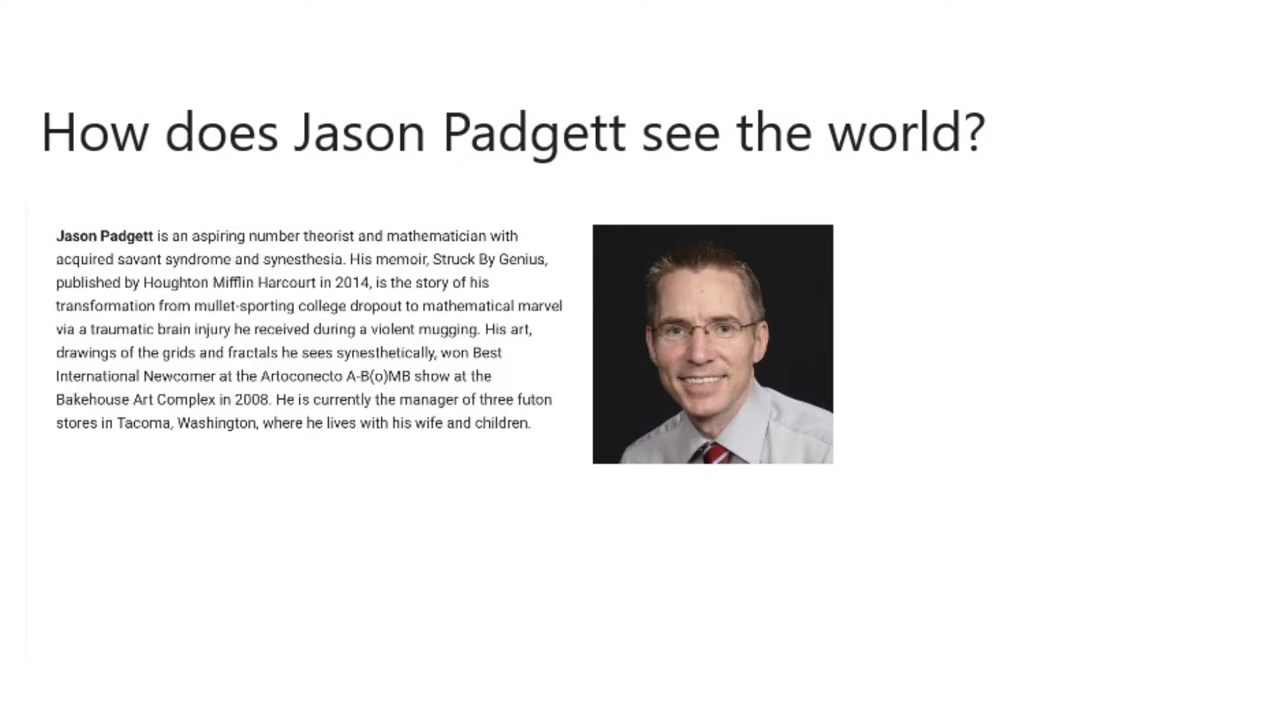 How does Jason Padgett see the world?
Jason Padgett is an aspiring number theorist and mathematician with
acquired savant syndrome and synesthesia. His memoir, Struck By Genius,
published by Houghton Mifflin Harcourt in 2014, is the story of his
transformation from mullet-sporting college dropout to mathematical marvel
via a traumatic brain injury he received during a violent mugging. His art,
drawings of the grids and fractals he sees synesthetically, won Best
International Newcomer at the Artoconecto A-B(o)MB show at the
Bakehouse Art Complex in 2008. He is currently the manager of three futon
stores in Tacoma, Washington, where he lives with his wife and children.